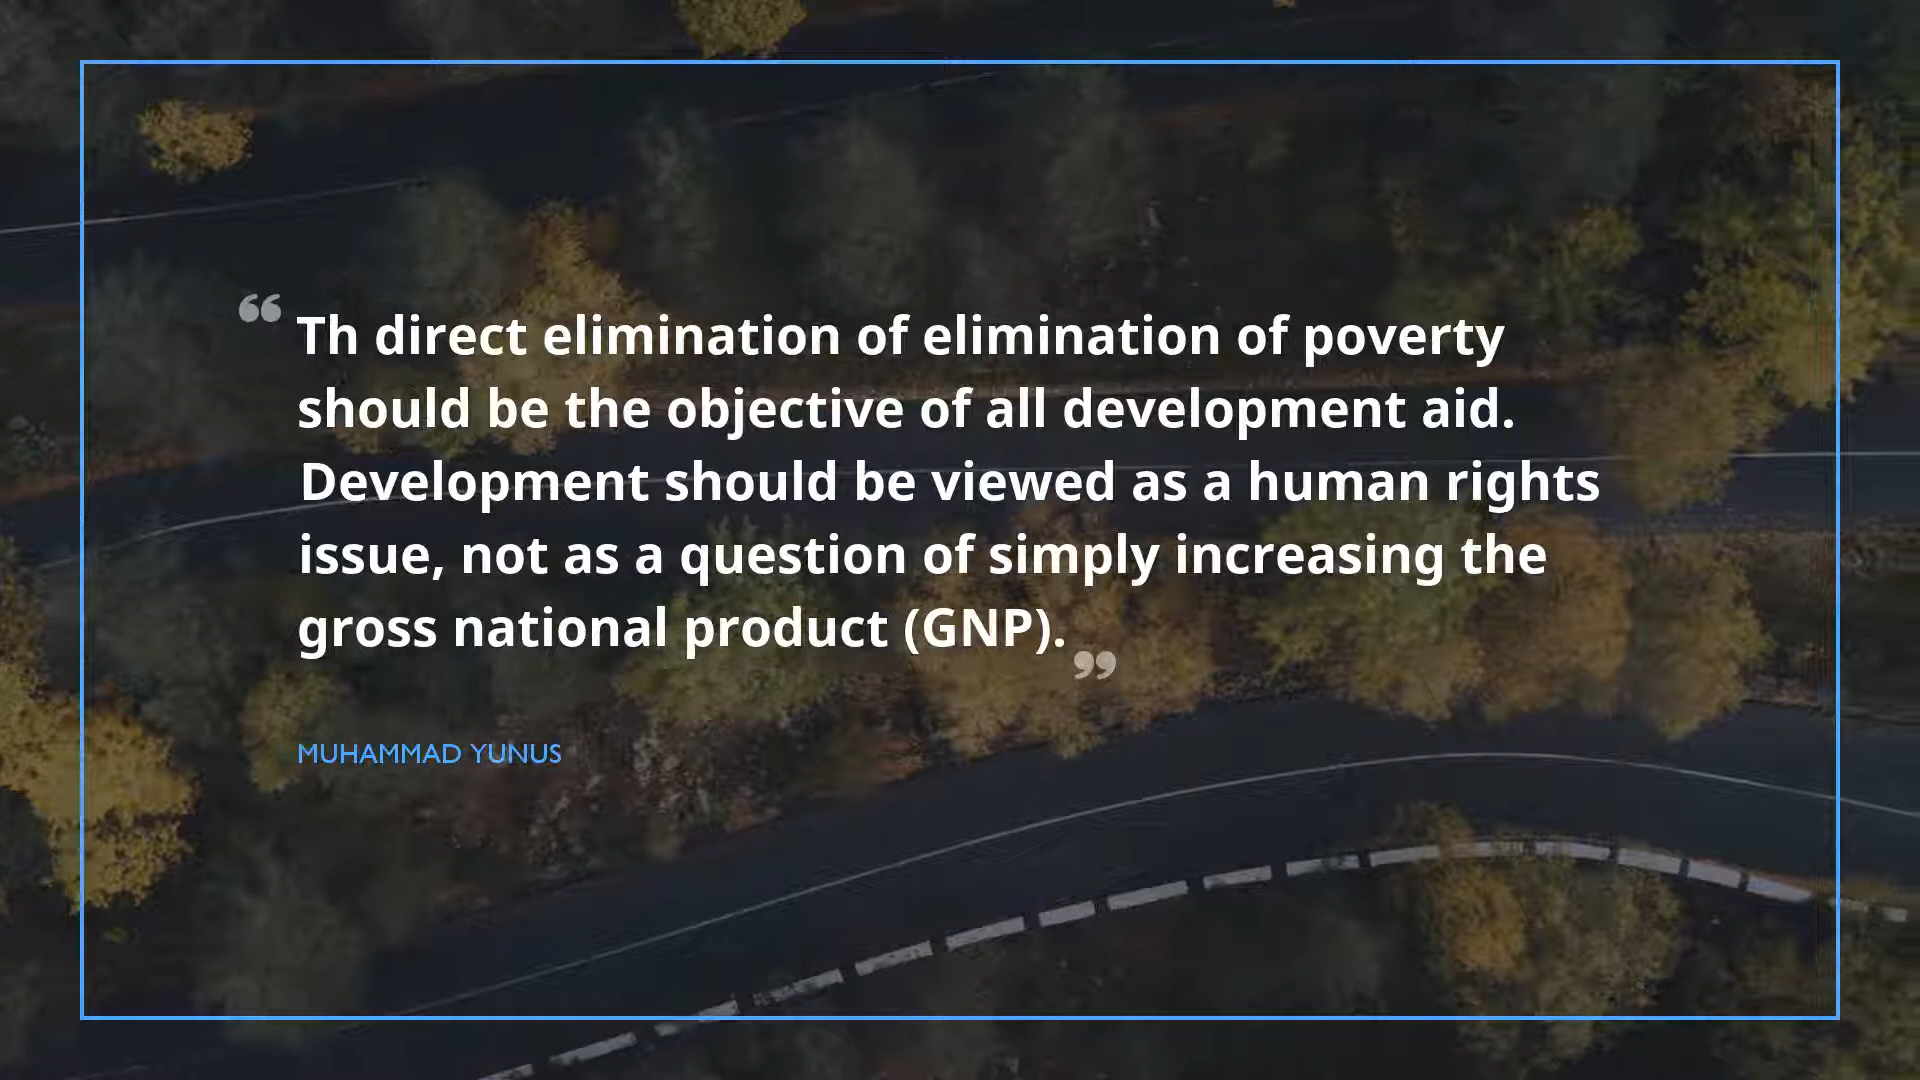 “ Th direct elimination of elimination of poverty
should be the objective of all development aid.
Development should be viewed as a human rights
issue, not as a question of simply increasing the
gross national product (GNP). ”
MUHAMMAD YUNUS